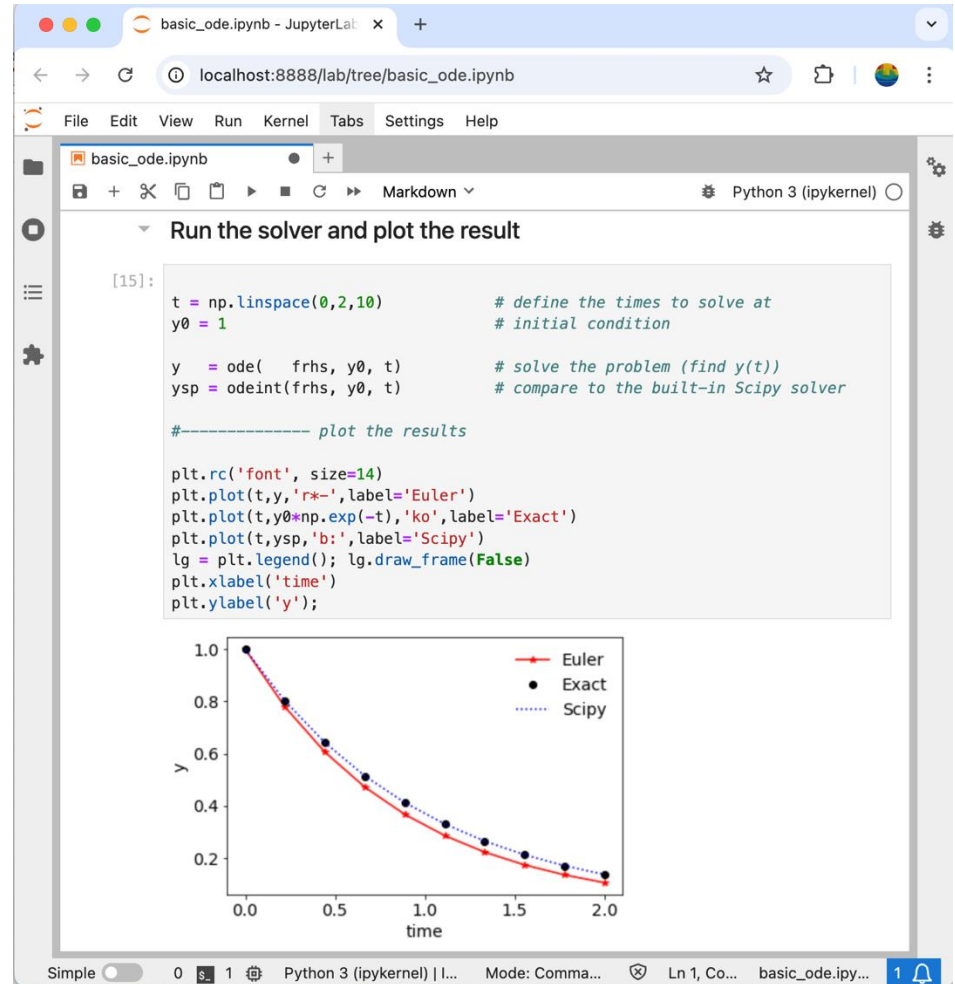 basic_ode.ipynb - JupyterLab
localhost:8888/lab/tree/basic_ode.ipynb
File Edit View Run Kernel Tabs Settings Help
basic_ode.ipynb
Markdown
Python 3 (ipykernel)
Run the solver and plot the result
[15]:
t = np.linspace(0,2,10) # define the times to solve at
y0 = 1 # initial condition
y = ode( frhs, y0, t) # solve the problem (find y(t))
ysp = odeint(frhs, y0, t) # compare to the built-in Scipy solver
#-------------- plot the results
plt.rc('font', size=14)
plt.plot(t,y,'r*-',label='Euler')
plt.plot(t,y0*np.exp(-t),'ko',label='Exact')
plt.plot(t,ysp,'b:',label='Scipy')
lg = plt.legend(); lg.draw_frame(False)
plt.xlabel('time')
plt.ylabel('y');
Euler
Exact
Scipy
1.0
0.8
0.6
0.4
0.2
y
0.0 0.5 1.0 1.5 2.0
time
Simple 0 1 Python 3 (ipykernel) | I... Mode: Comma... Ln 1, Co... basic_ode.ipy... 1